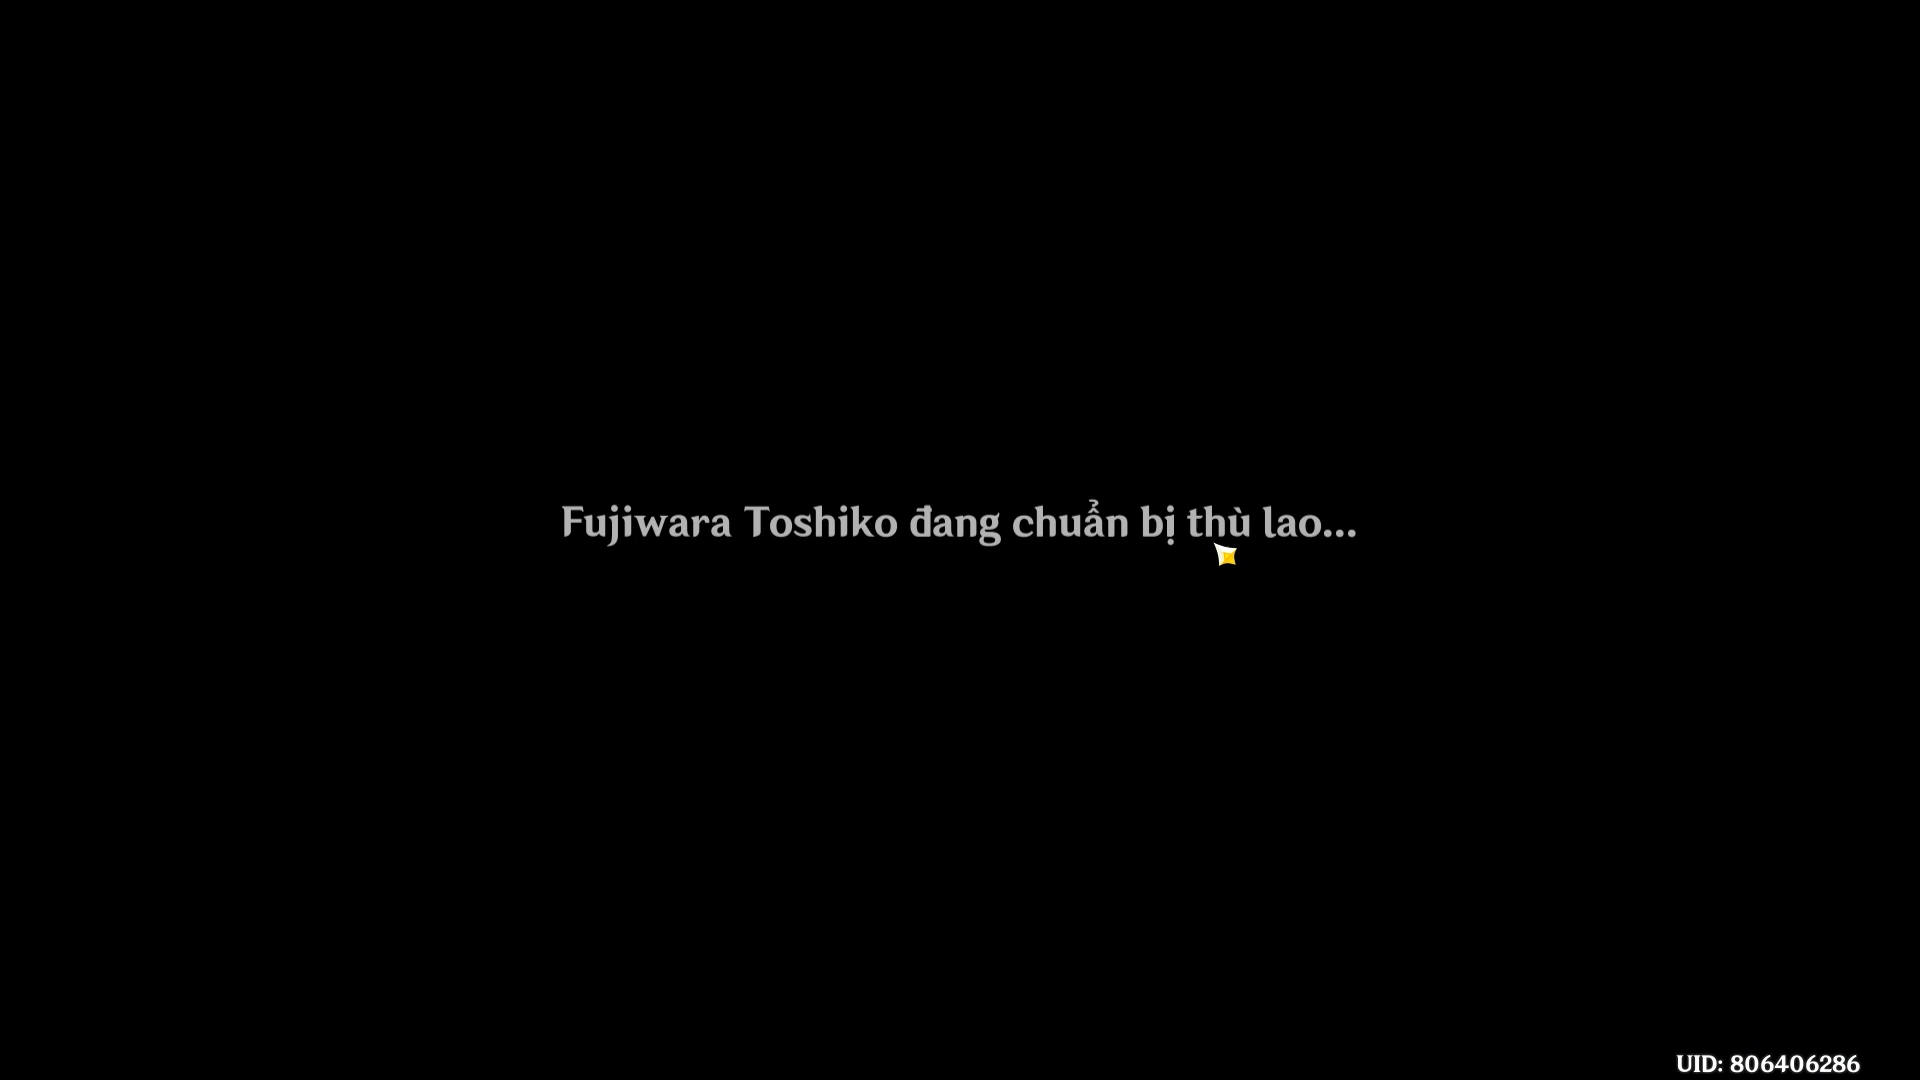 Fujiwara Toshiko đang chuẩn bị thù lao...
UID: 806406286